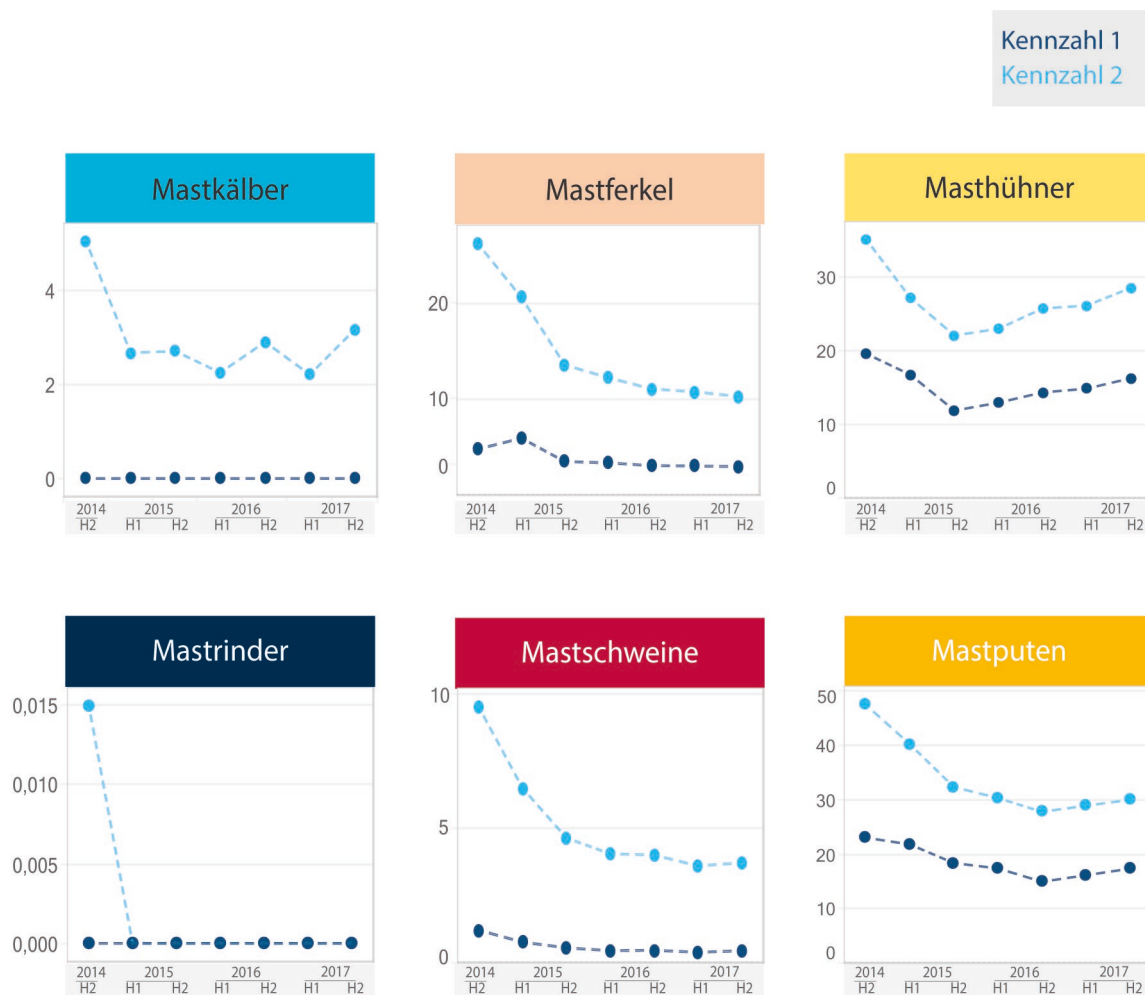 Kennzahl 1
Kennzahl 2
Mastkälber
4
2
0
2014 2015 2016 2017
H2 H1 H2 H1 H2 H1 H2
Mastferkel
20
10
0
2014 2015 2016 2017
H2 H1 H2 H1 H2 H1 H2
Masthühner
30
20
10
0
2014 2015 2016 2017
H2 H1 H2 H1 H2 H1 H2
Mastrinder
0,015
0,010
0,005
0,000
2014 2015 2016 2017
H2 H1 H2 H1 H2 H1 H2
Mastschweine
10
5
0
2014 2015 2016 2017
H2 H1 H2 H1 H2 H1 H2
Mastputen
50
40
30
20
10
0
2014 2015 2016 2017
H2 H1 H2 H1 H2 H1 H2